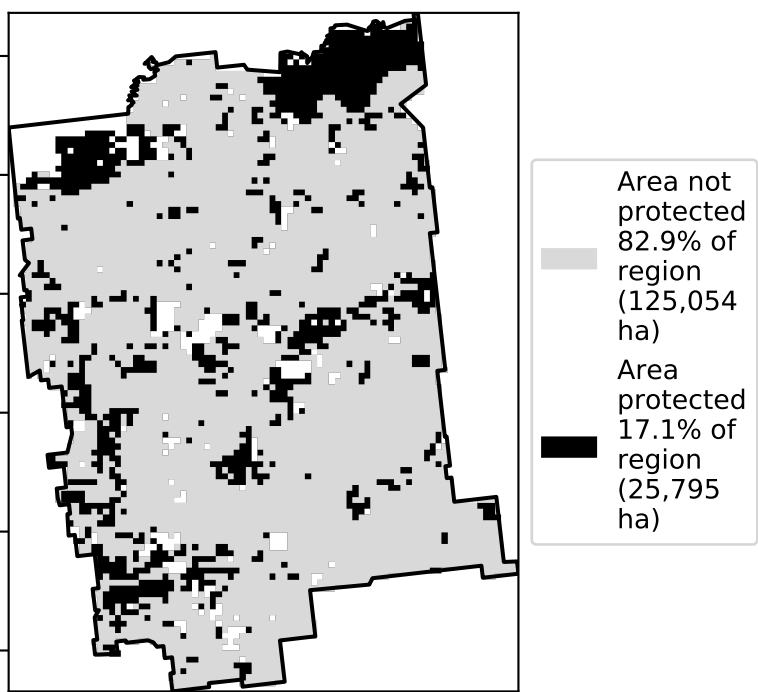 Area not
protected
82.9% of
region
(125,054
ha)
Area
protected
17.1% of
region
(25,795
ha)